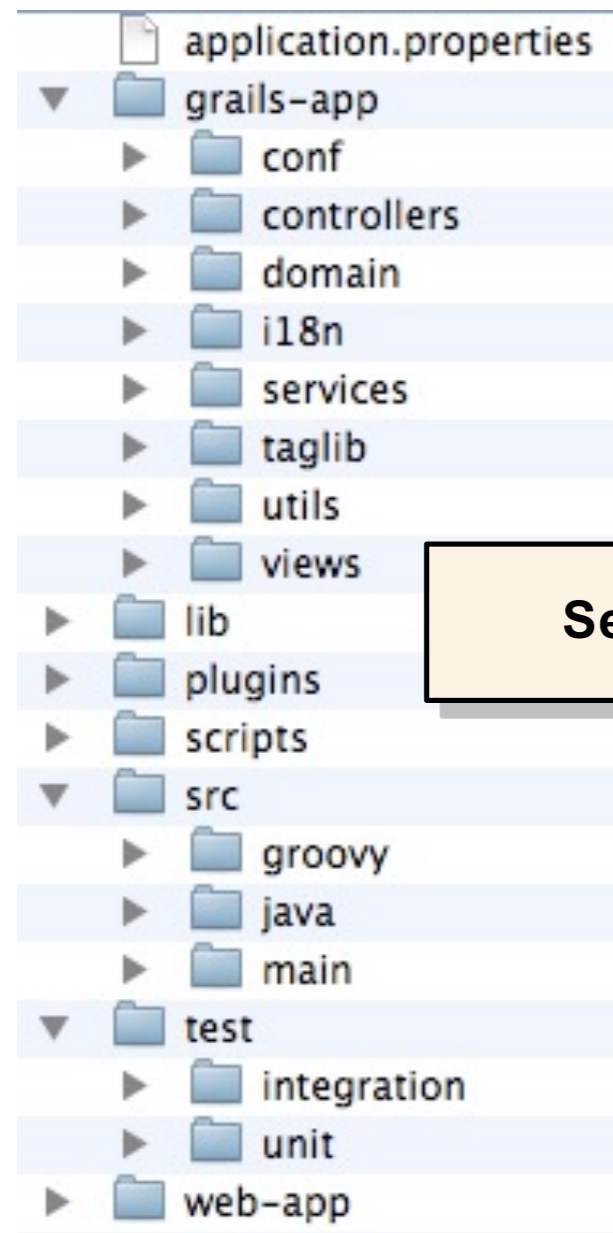 application.properties
grails-app
conf
controllers
domain
i18n
services
taglib
utils
views
lib
plugins
scripts
src
groovy
java
main
test
integration
unit
web-app